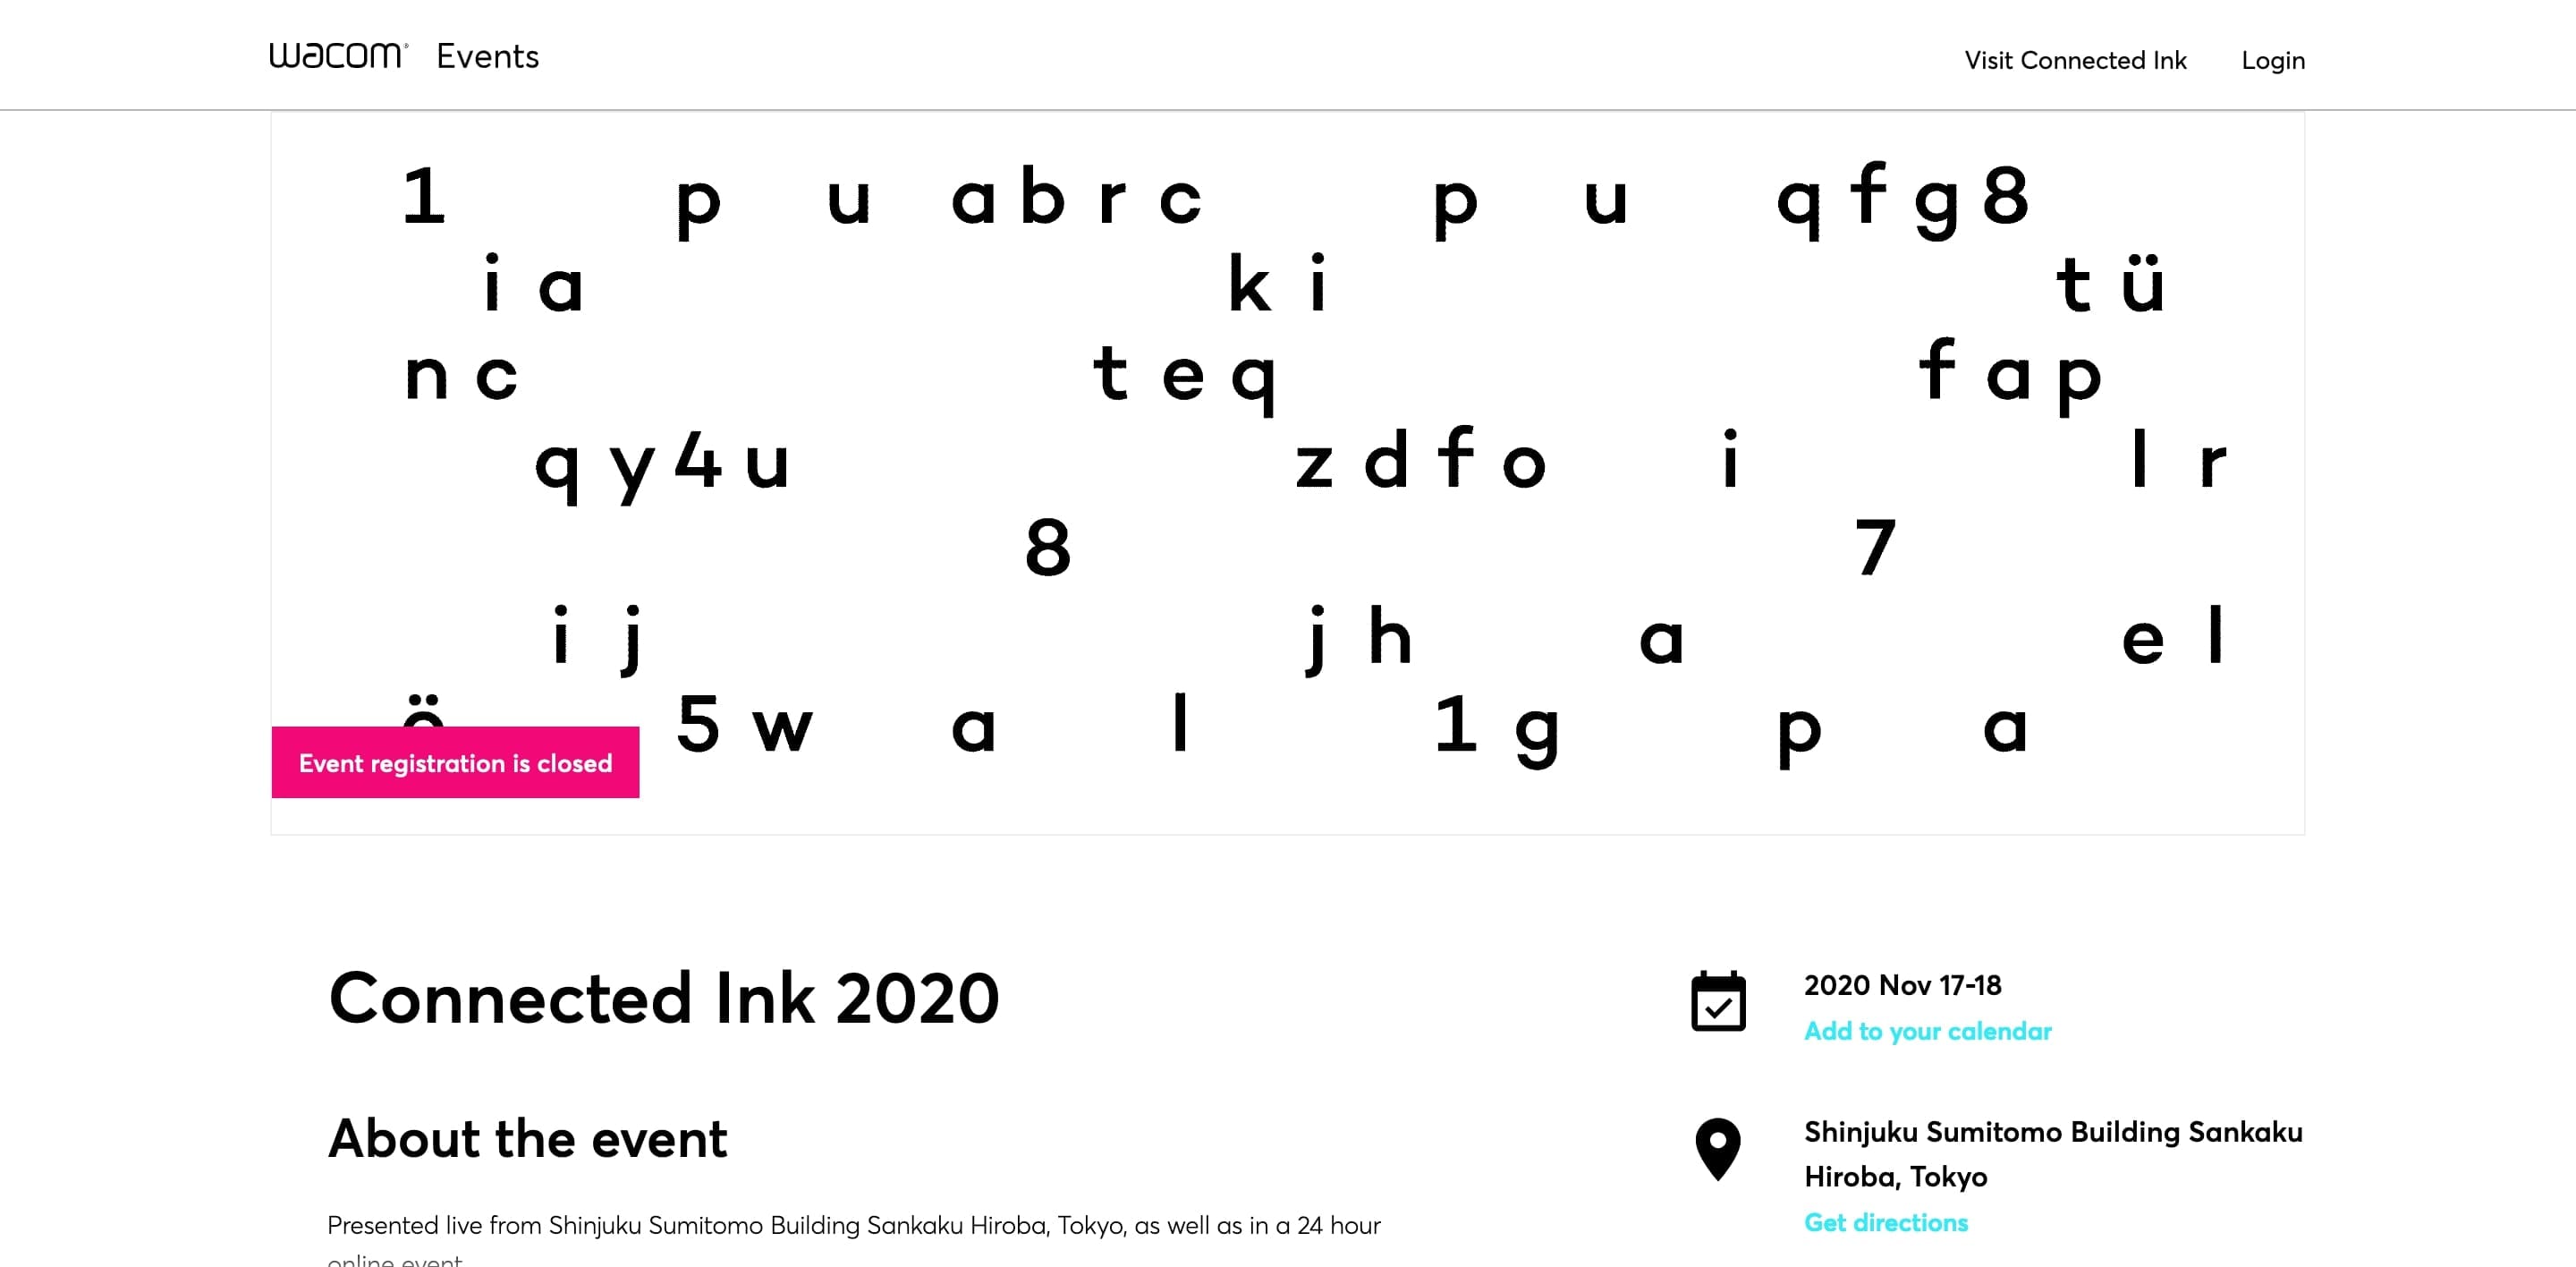 wacom® Events
Visit Connected Ink
Login
1 p u a b r c p u q f g 8
i a k i t ü
n c t e q f a p
q y 4 u z d f o i l r
8 7
i j j h a e l
ö 5 w a l 1 g p a
Event registration is closed
Connected Ink 2020
2020 Nov 17-18
Add to your calendar
About the event
Shinjuku Sumitomo Building Sankaku
Hiroba, Tokyo
Get directions
Presented live from Shinjuku Sumitomo Building Sankaku Hiroba, Tokyo, as well as in a 24 hour
online event